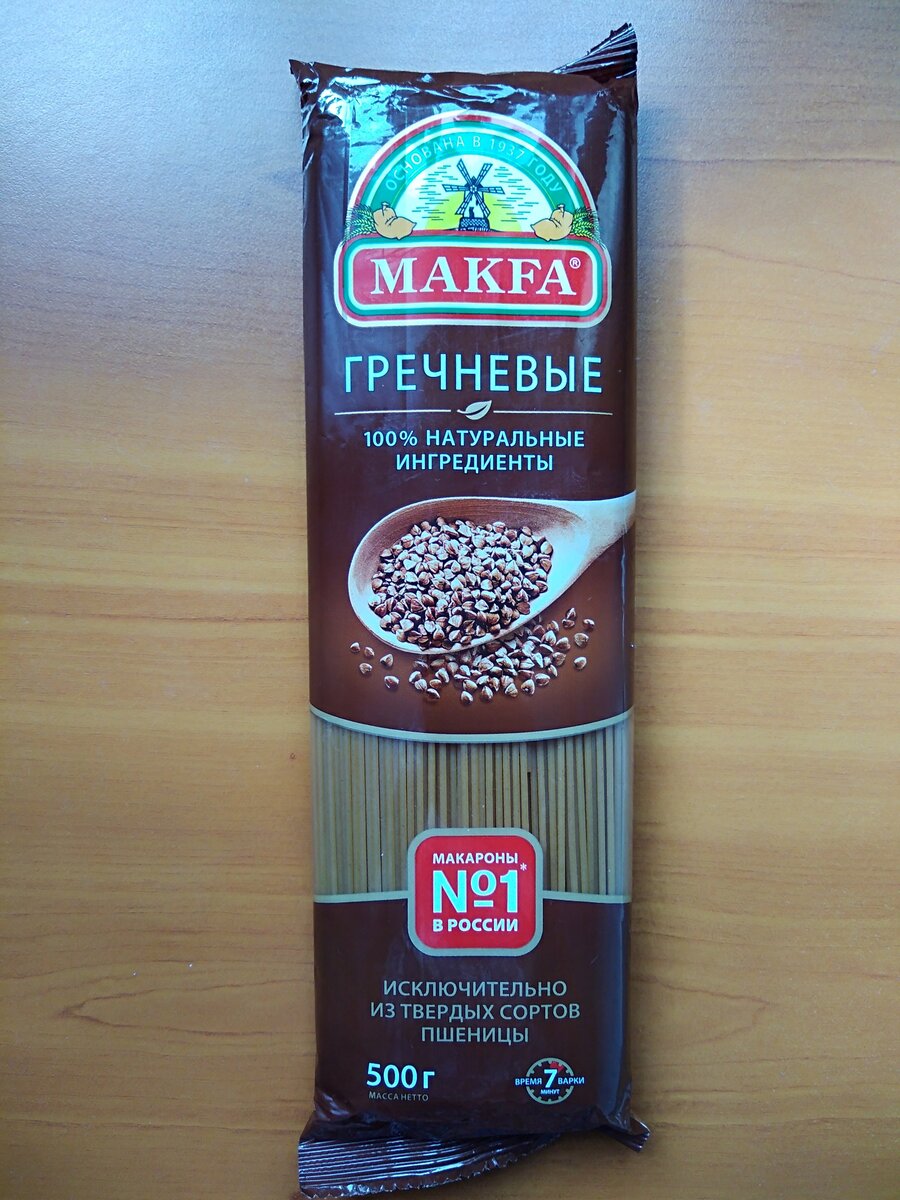 ОСНОВАНА В 1937 ГОДУ
MAKFA®
ГРЕЧНЕВЫЕ
100% НАТУРАЛЬНЫЕ
ИНГРЕДИЕНТЫ
МАКАРОНЫ
№1*
В РОССИИ
ИСКЛЮЧИТЕЛЬНО
ИЗ ТВЕРДЫХ СОРТОВ
ПШЕНИЦЫ
500 г
МАССА НЕТТО
ВРЕМЯ 7 ВАРКИ
МИНУТ